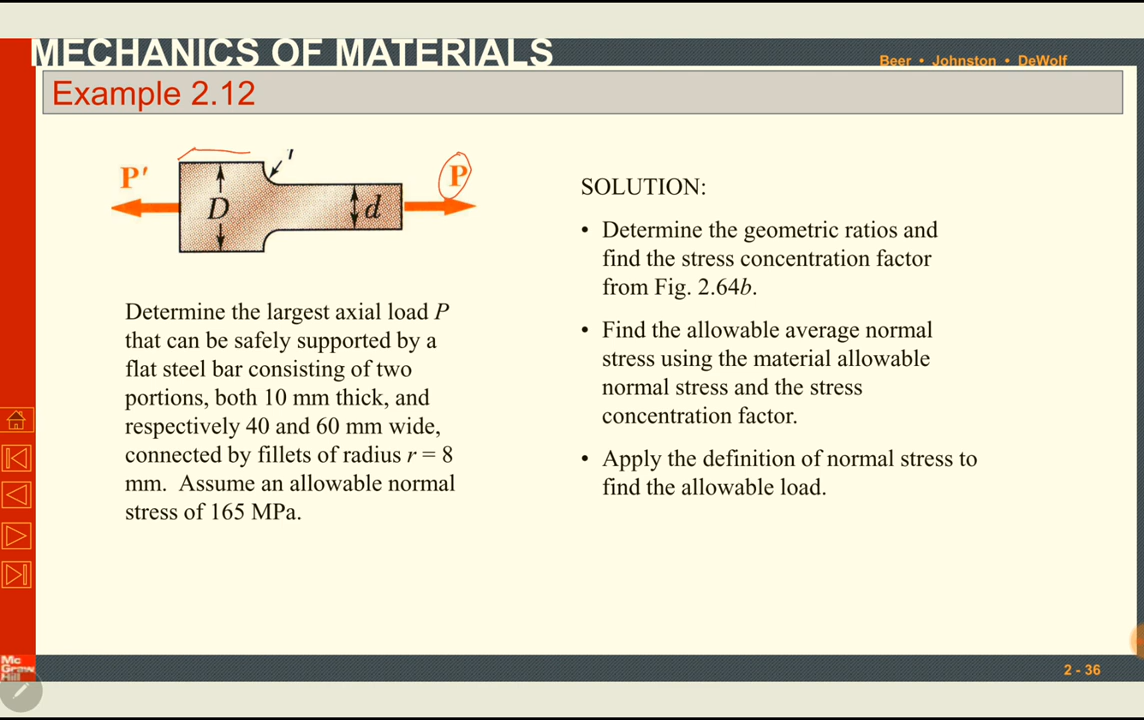 MECHANICS OF MATERIALS
Beer • Johnston • DeWolf
Example 2.12
P′
D
d
P
Determine the largest axial load P
that can be safely supported by a
flat steel bar consisting of two
portions, both 10 mm thick, and
respectively 40 and 60 mm wide,
connected by fillets of radius r = 8
mm.  Assume an allowable normal
stress of 165 MPa.
SOLUTION:
• Determine the geometric ratios and
find the stress concentration factor
from Fig. 2.64b.
• Find the allowable average normal
stress using the material allowable
normal stress and the stress
concentration factor.
• Apply the definition of normal stress to
find the allowable load.
Mc
Graw
Hill
2 - 36